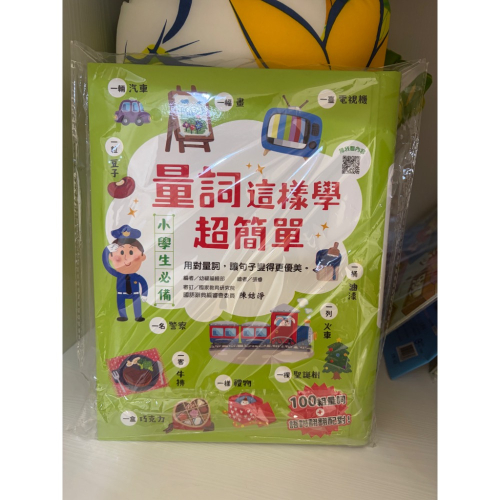 一輛 汽車
一幅 畫
一臺 電視機
一粒 豆子
量詞這樣學
超簡單
小學生必備
用對量詞，讓句子變得更優美。
一桶 油漆
一列 火車
一名 警察
一客 牛排
一樣 禮物
一棵 聖誕樹
一盒 巧克力
100組量詞